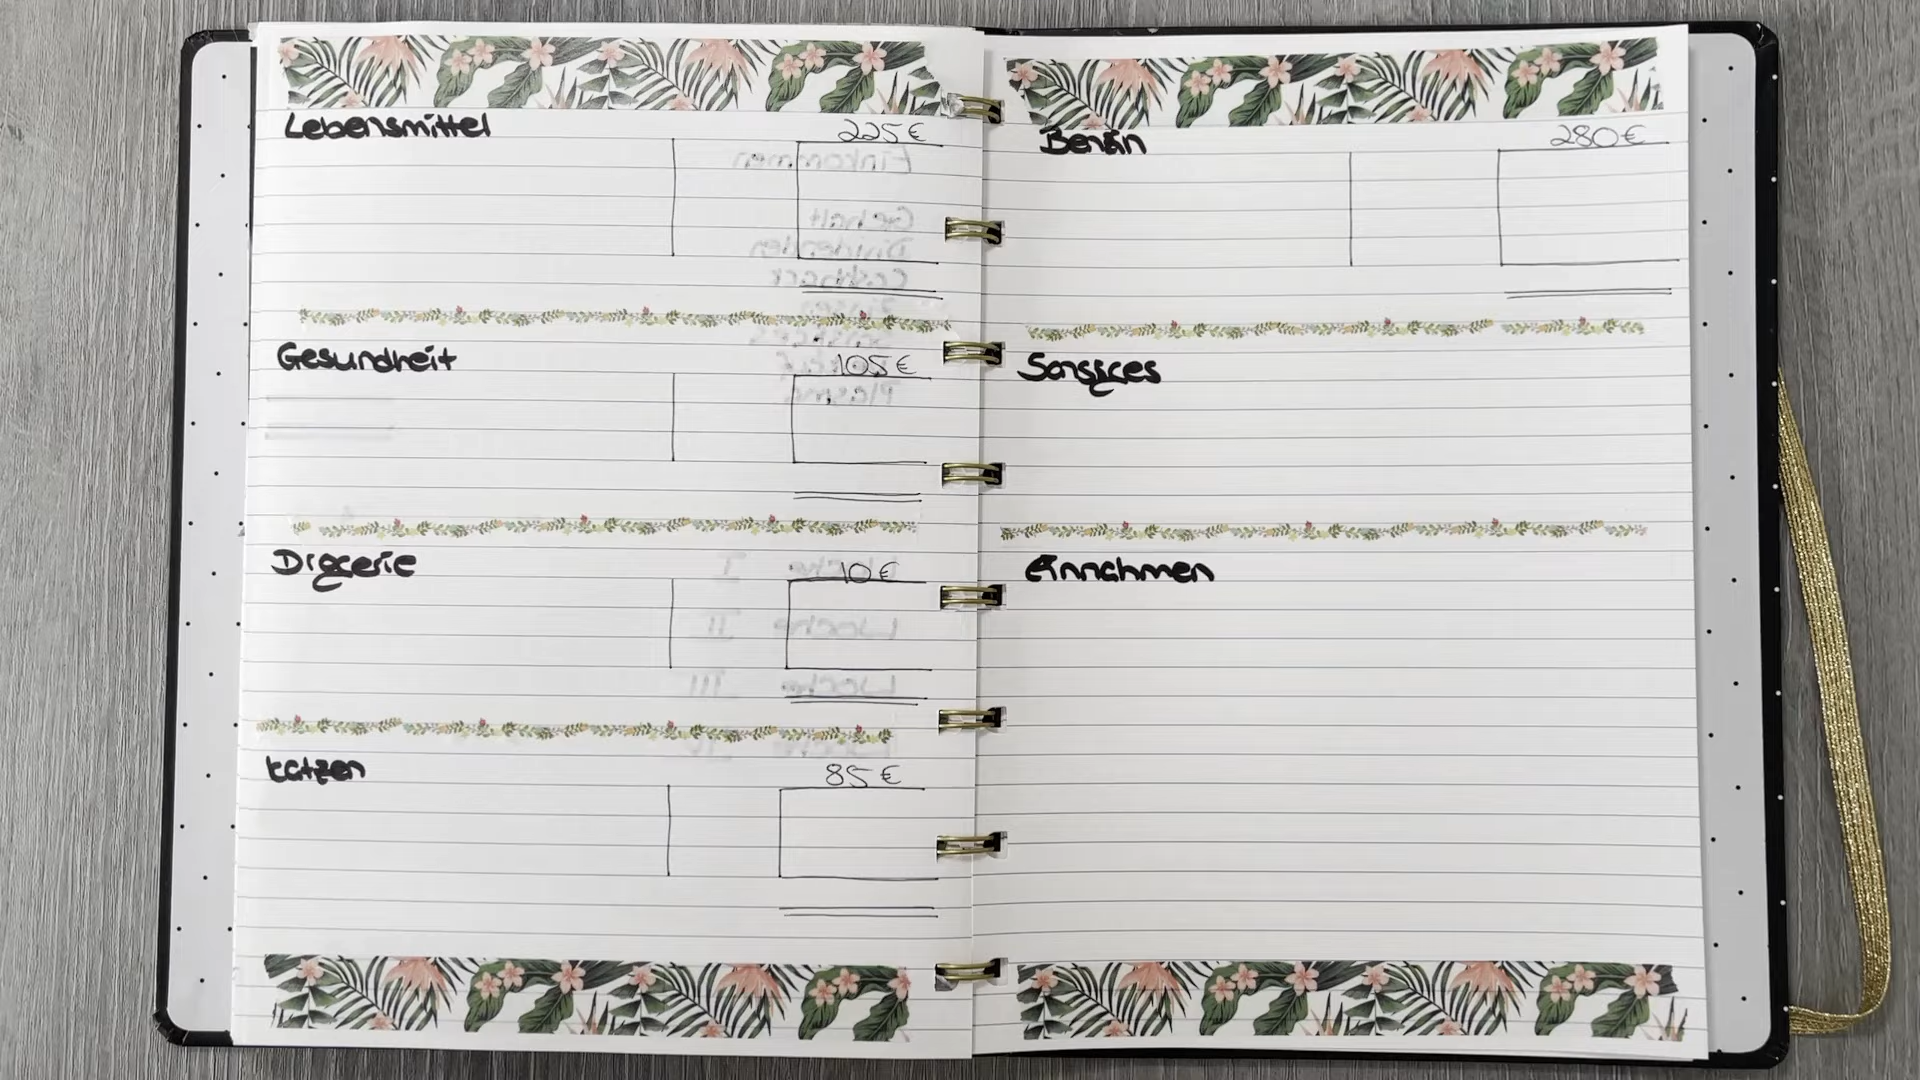 Lebensmittel 225€
Gesundheit 105€
Drogerie 10€
Katzen 85€
Benzin 280€
Sonstiges
Einnahmen